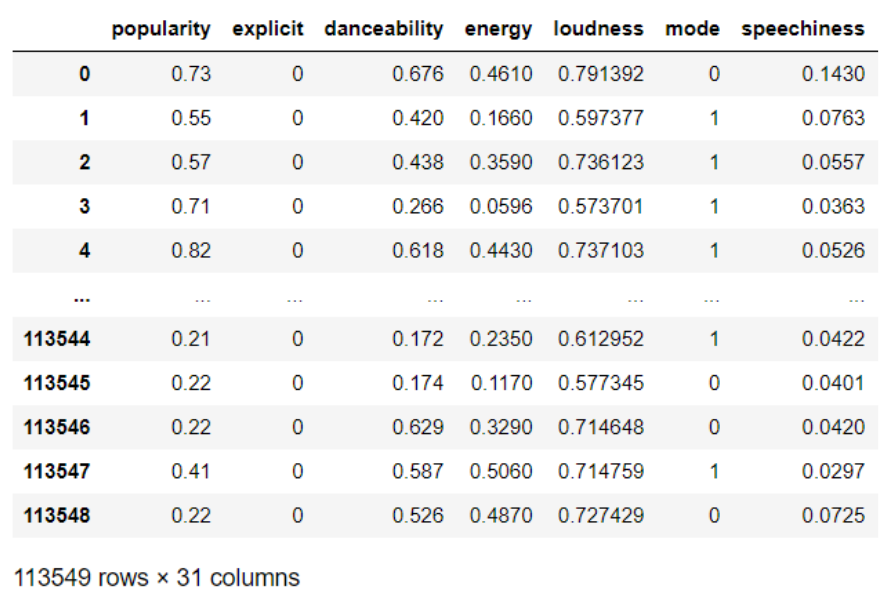 popularity explicit danceability energy loudness mode speechiness
0 0.73 0 0.676 0.4610 0.791392 0 0.1430
1 0.55 0 0.420 0.1660 0.597377 1 0.0763
2 0.57 0 0.438 0.3590 0.736123 1 0.0557
3 0.71 0 0.266 0.0596 0.573701 1 0.0363
4 0.82 0 0.618 0.4430 0.737103 1 0.0526
... ... ... ... ... ... ... ...
113544 0.21 0 0.172 0.2350 0.612952 1 0.0422
113545 0.22 0 0.174 0.1170 0.577345 0 0.0401
113546 0.22 0 0.629 0.3290 0.714648 0 0.0420
113547 0.41 0 0.587 0.5060 0.714759 1 0.0297
113548 0.22 0 0.526 0.4870 0.727429 0 0.0725
113549 rows × 31 columns